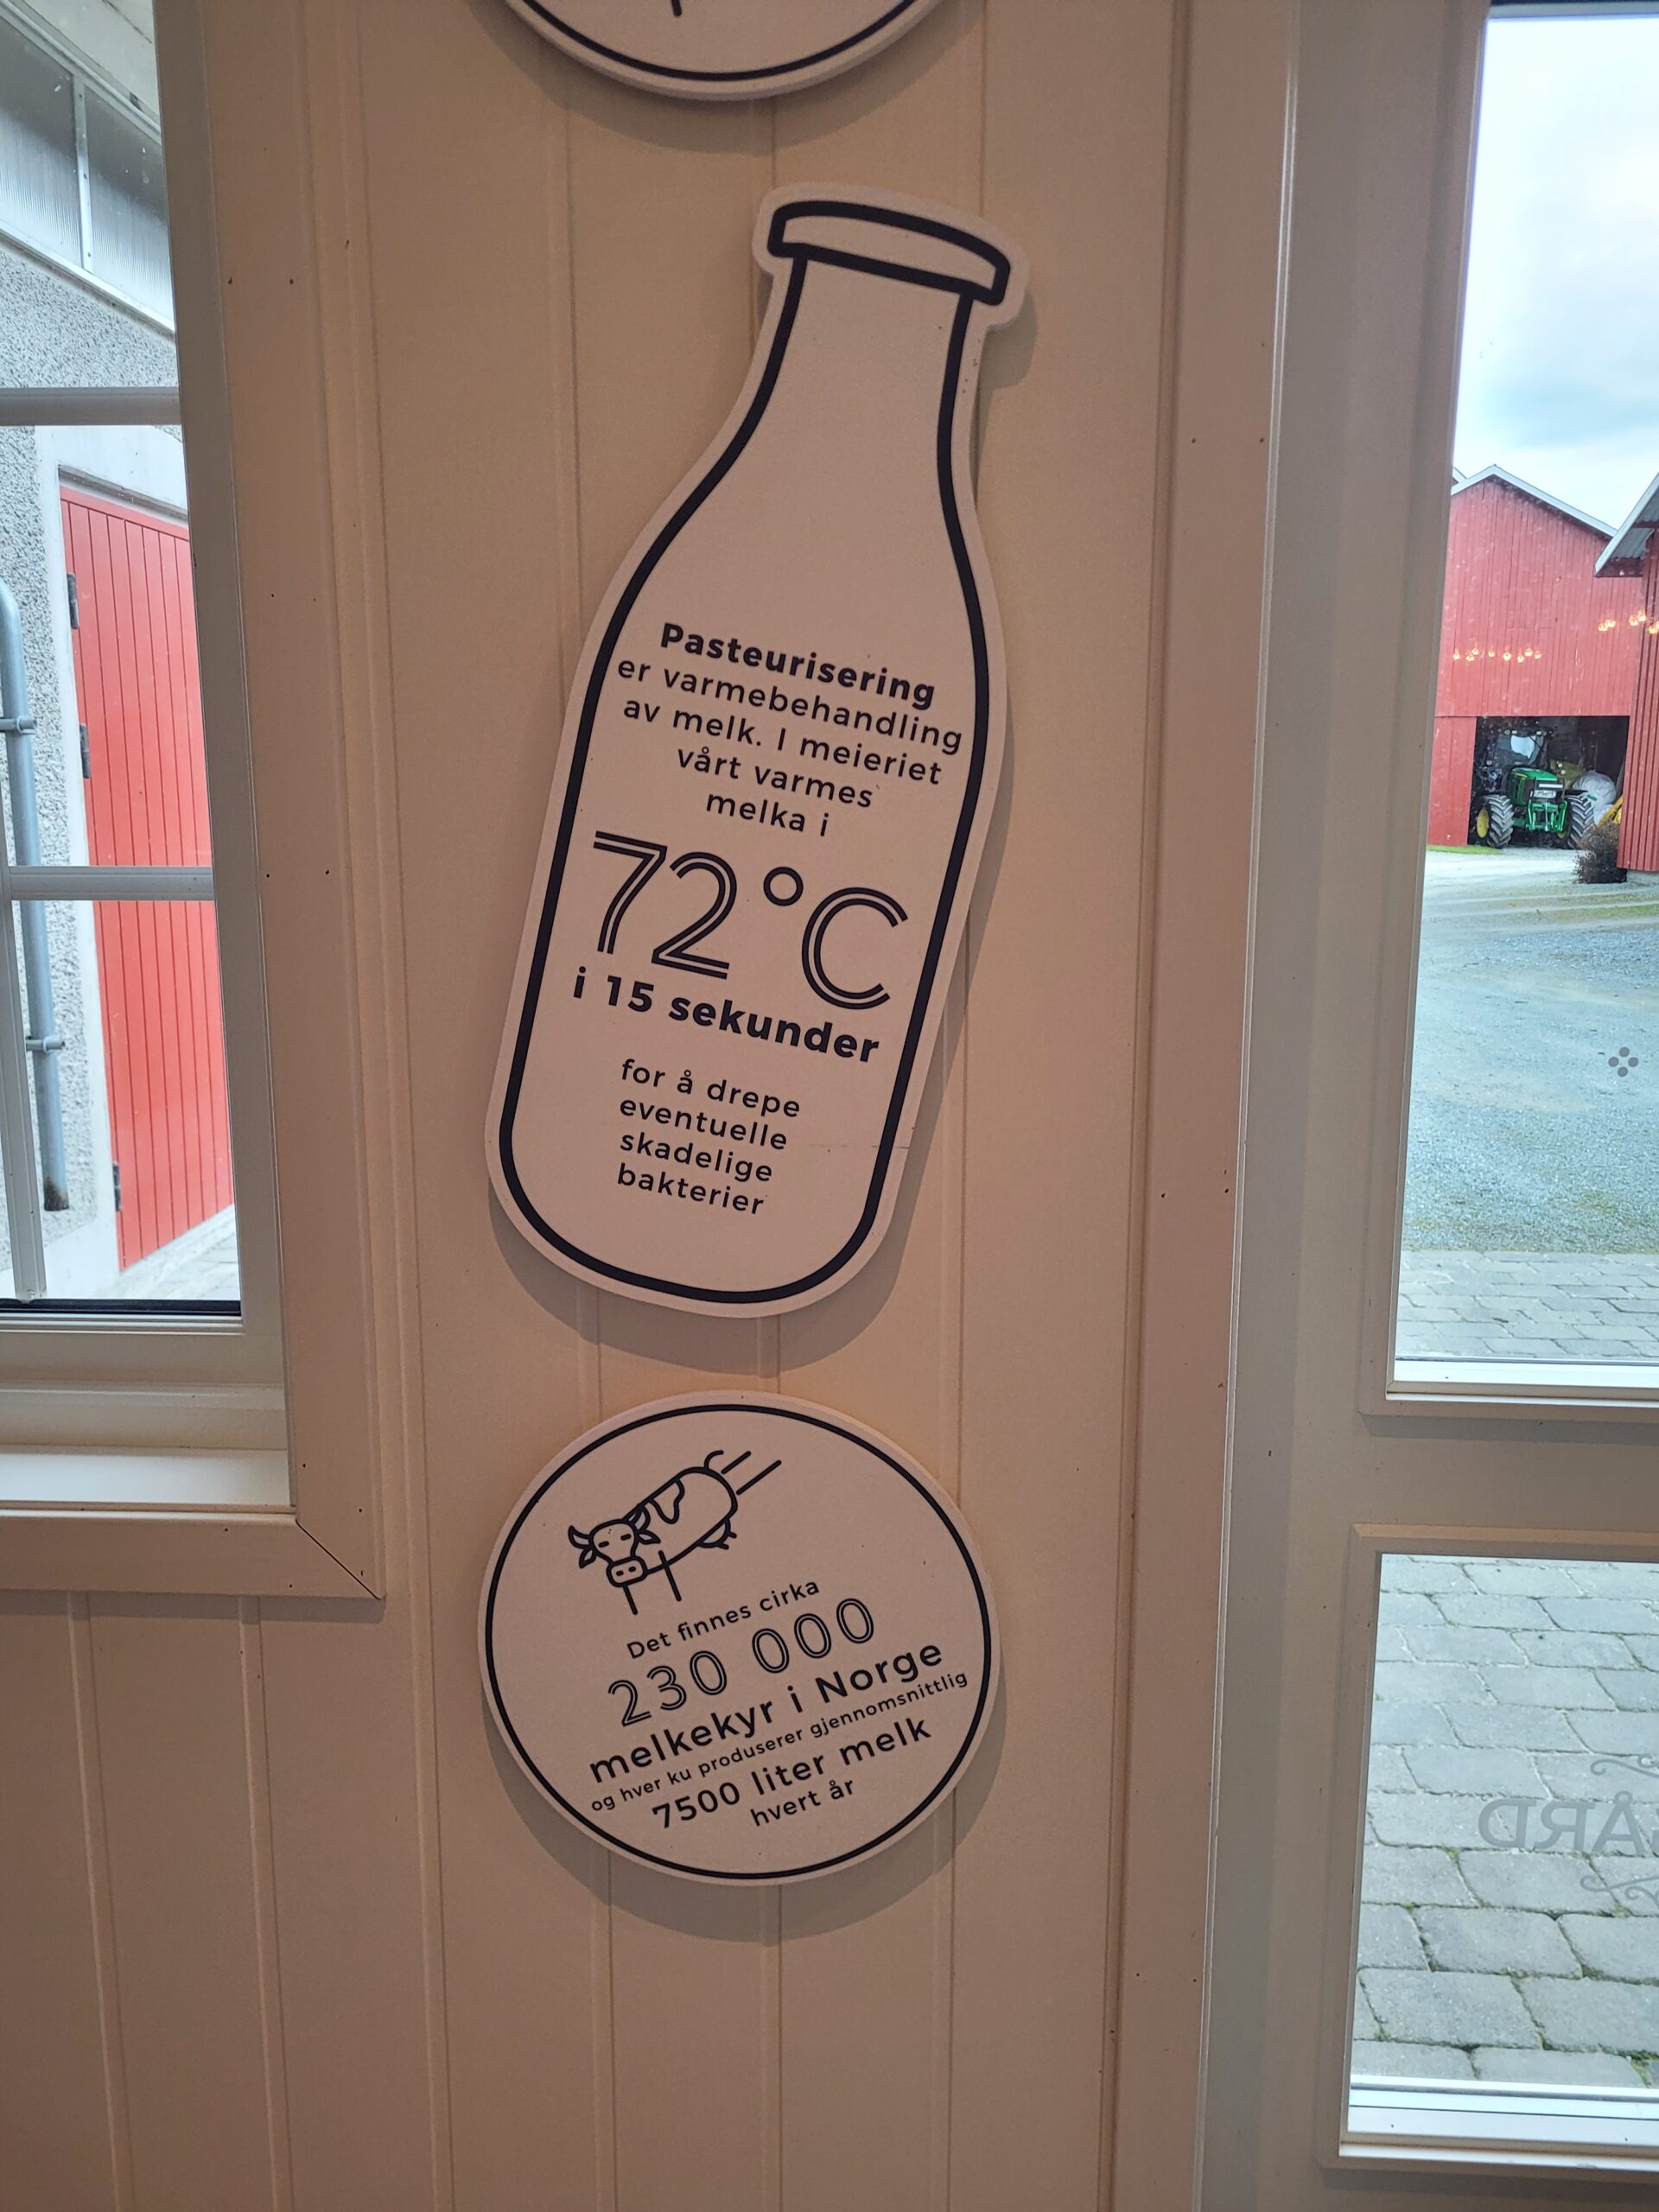 Pasteurisering
er varmebehandling
av melk. I meieriet
vårt varmes
melka i
72°C
i 15 sekunder
for å drepe
eventuelle
skadelige
bakterier
Det finnes cirka
230 000
melkekyr i Norge
og hver ku produserer gjennomsnittlig
7500 liter melk
hvert år